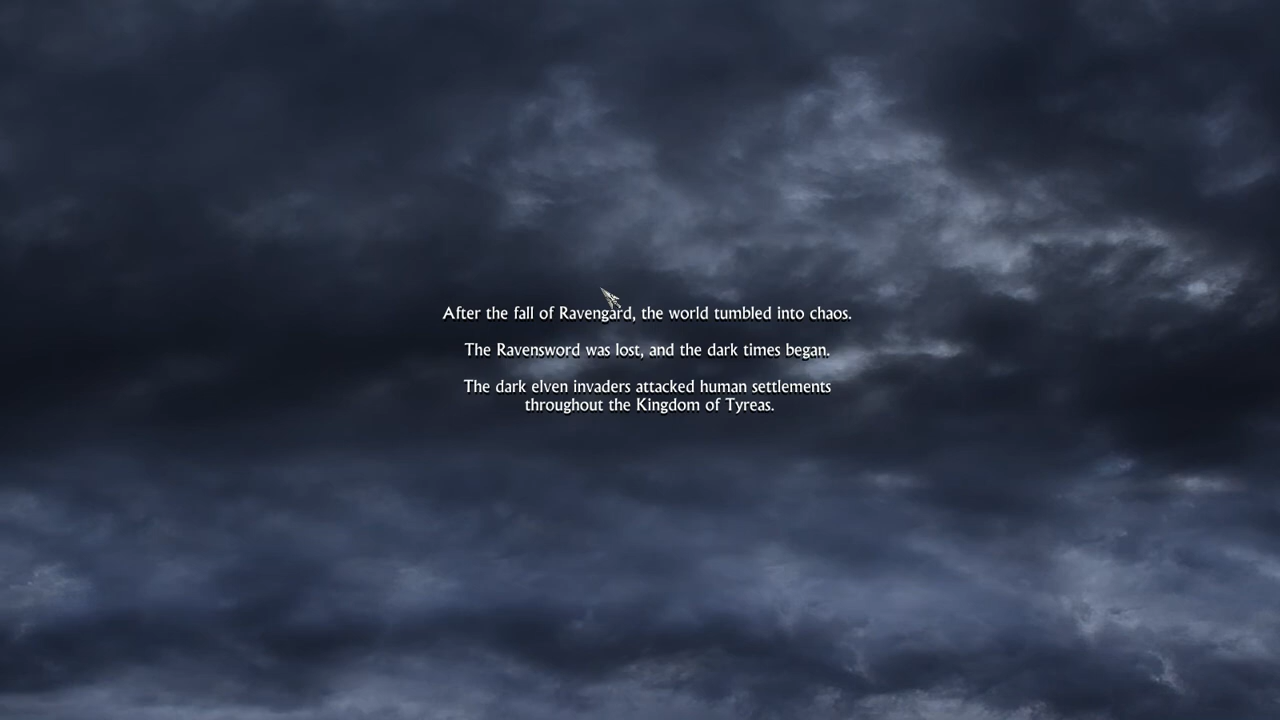 After the fall of Ravengard, the world tumbled into chaos.
The Ravensword was lost, and the dark times began.
The dark elven invaders attacked human settlements
throughout the Kingdom of Tyreas.